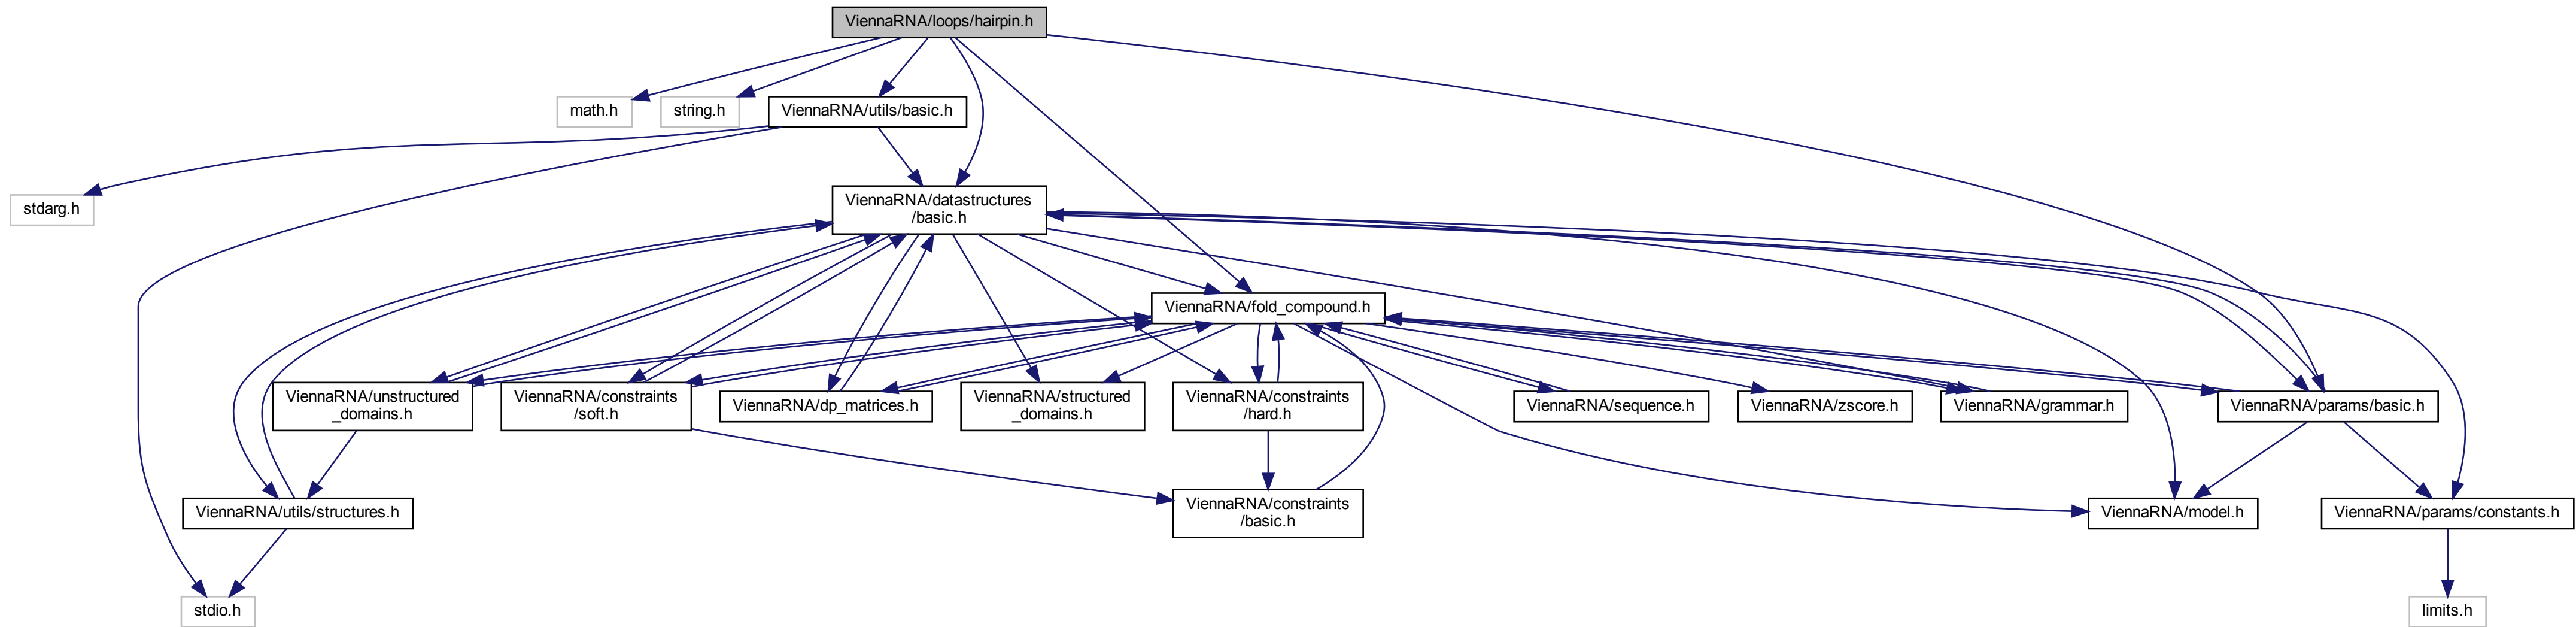 ViennaRNA/loops/hairpin.h
math.h
string.h
ViennaRNA/utils/basic.h
stdarg.h
ViennaRNA/datastructures
/basic.h
ViennaRNA/fold_compound.h
ViennaRNA/unstructured
_domains.h
ViennaRNA/constraints
/soft.h
ViennaRNA/dp_matrices.h
ViennaRNA/structured
_domains.h
ViennaRNA/constraints
/hard.h
ViennaRNA/sequence.h
ViennaRNA/zscore.h
ViennaRNA/grammar.h
ViennaRNA/params/basic.h
ViennaRNA/utils/structures.h
ViennaRNA/constraints
/basic.h
ViennaRNA/model.h
ViennaRNA/params/constants.h
stdio.h
limits.h